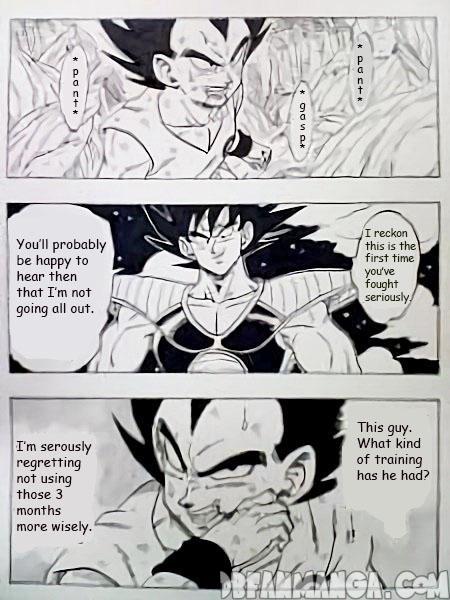 *pant*
*gasp*
*pant*
I reckon
this is the
first time
you've
fought
seriously.
You'll probably
be happy to
hear then
that I'm not
going all out.
This guy.
What kind
of training
has he had?
I'm serously
regretting
not using
those 3
months
more wisely.
DBFANMANGA.COM